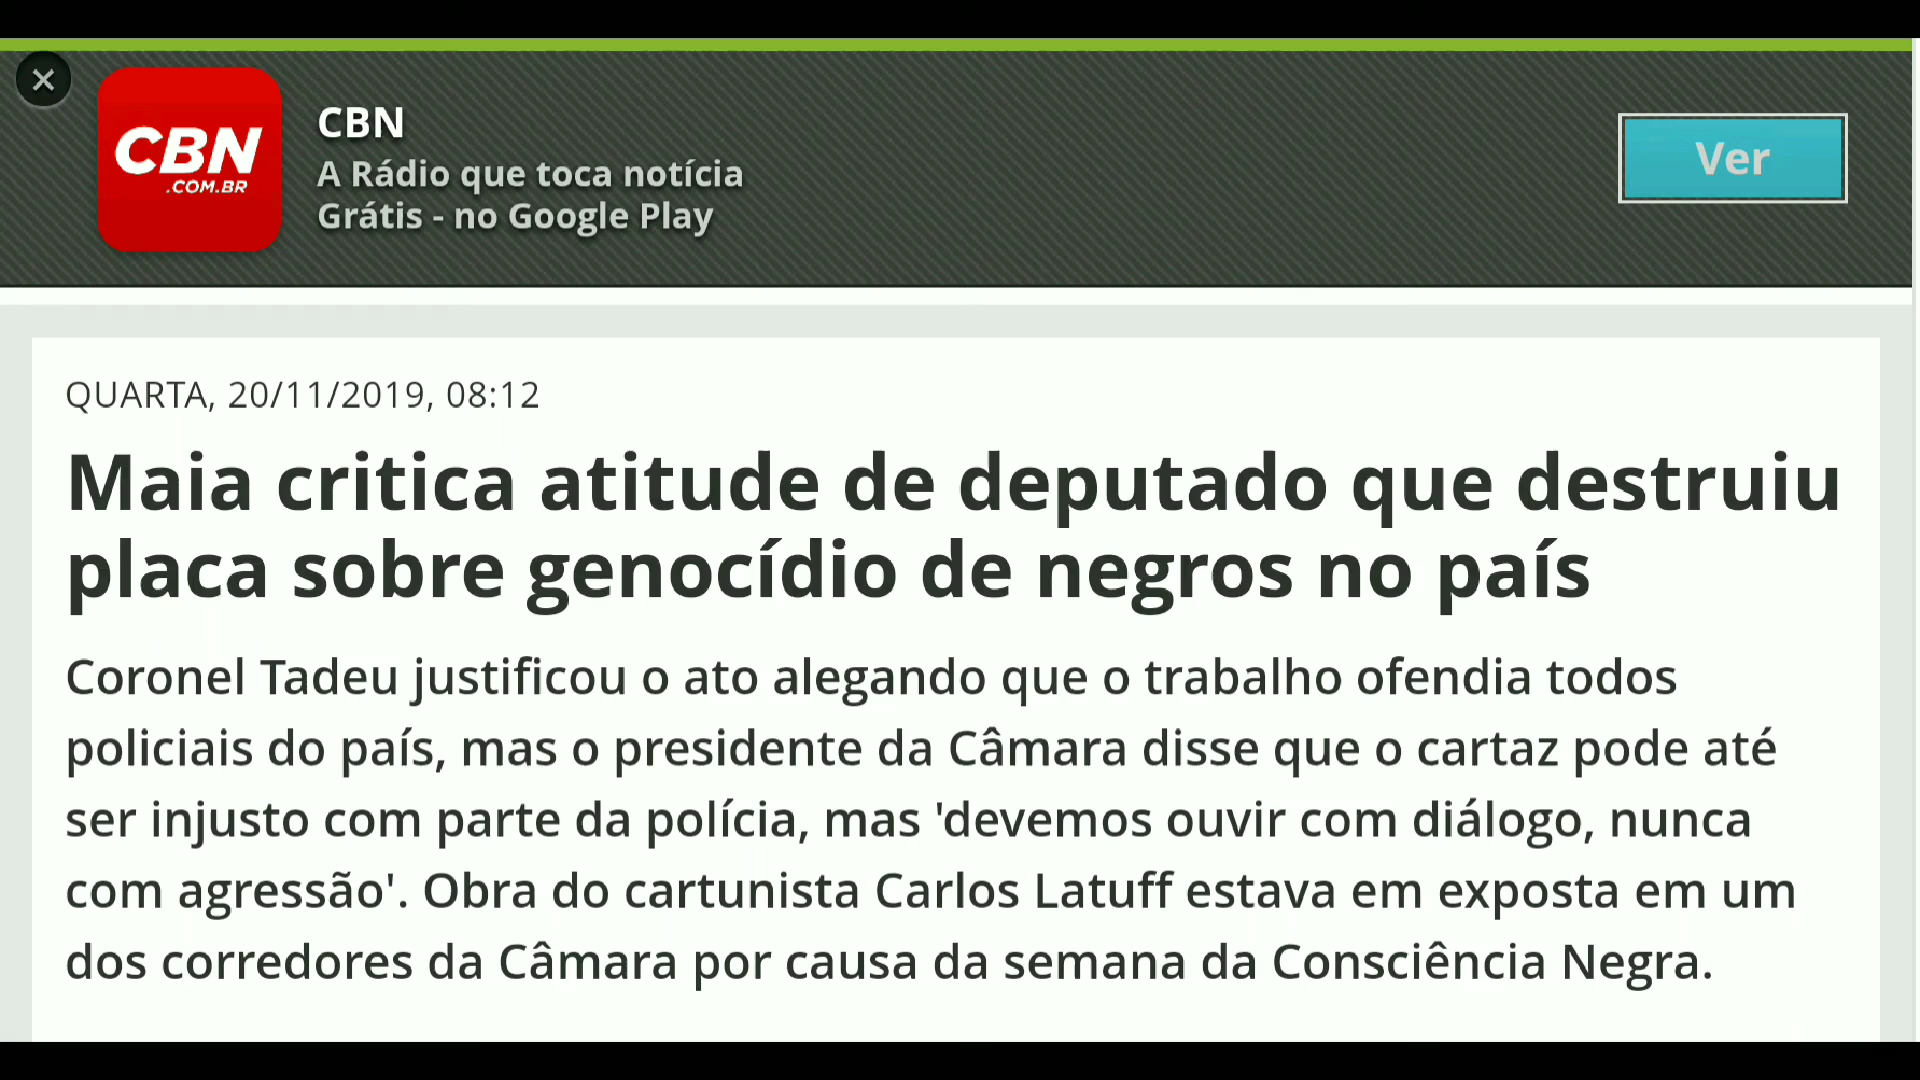 CBN
.COM.BR
CBN
A Rádio que toca notícia
Grátis - no Google Play
Ver
QUARTA, 20/11/2019, 08:12
Maia critica atitude de deputado que destruiu
placa sobre genocídio de negros no país
Coronel Tadeu justificou o ato alegando que o trabalho ofendia todos
policiais do país, mas o presidente da Câmara disse que o cartaz pode até
ser injusto com parte da polícia, mas 'devemos ouvir com diálogo, nunca
com agressão'. Obra do cartunista Carlos Latuff estava em exposta em um
dos corredores da Câmara por causa da semana da Consciência Negra.